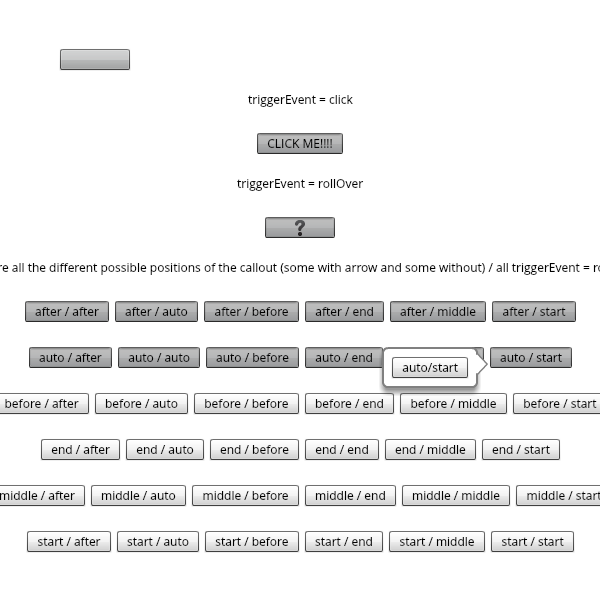 triggerEvent = click
CLICK ME!!!!
triggerEvent = rollOver
?
all the different possible positions of the callout (some with arrow and some without) / all triggerEvent =
after / after after / auto after / before after / end after / middle after / start
auto / after auto / auto auto / before auto / end auto/start auto / start
before / after before / auto before / before before / end before / middle before / start
end / after end / auto end / before end / end end / middle end / start
middle / after middle / auto middle / before middle / end middle / middle middle / start
start / after start / auto start / before start / end start / middle start / start